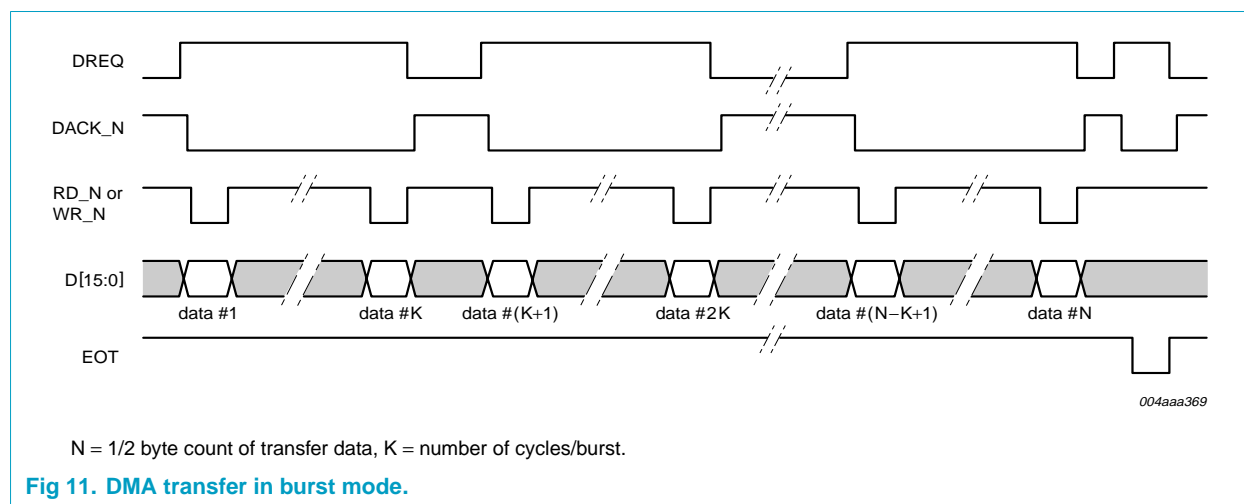 DREQ
DACK_N
RD_N or
WR_N
D[15:0]
data #1
data #K
data #(K+1)
data #2K
data #(N−K+1)
data #N
EOT
004aaa369
N = 1/2 byte count of transfer data, K = number of cycles/burst.
Fig 11. DMA transfer in burst mode.